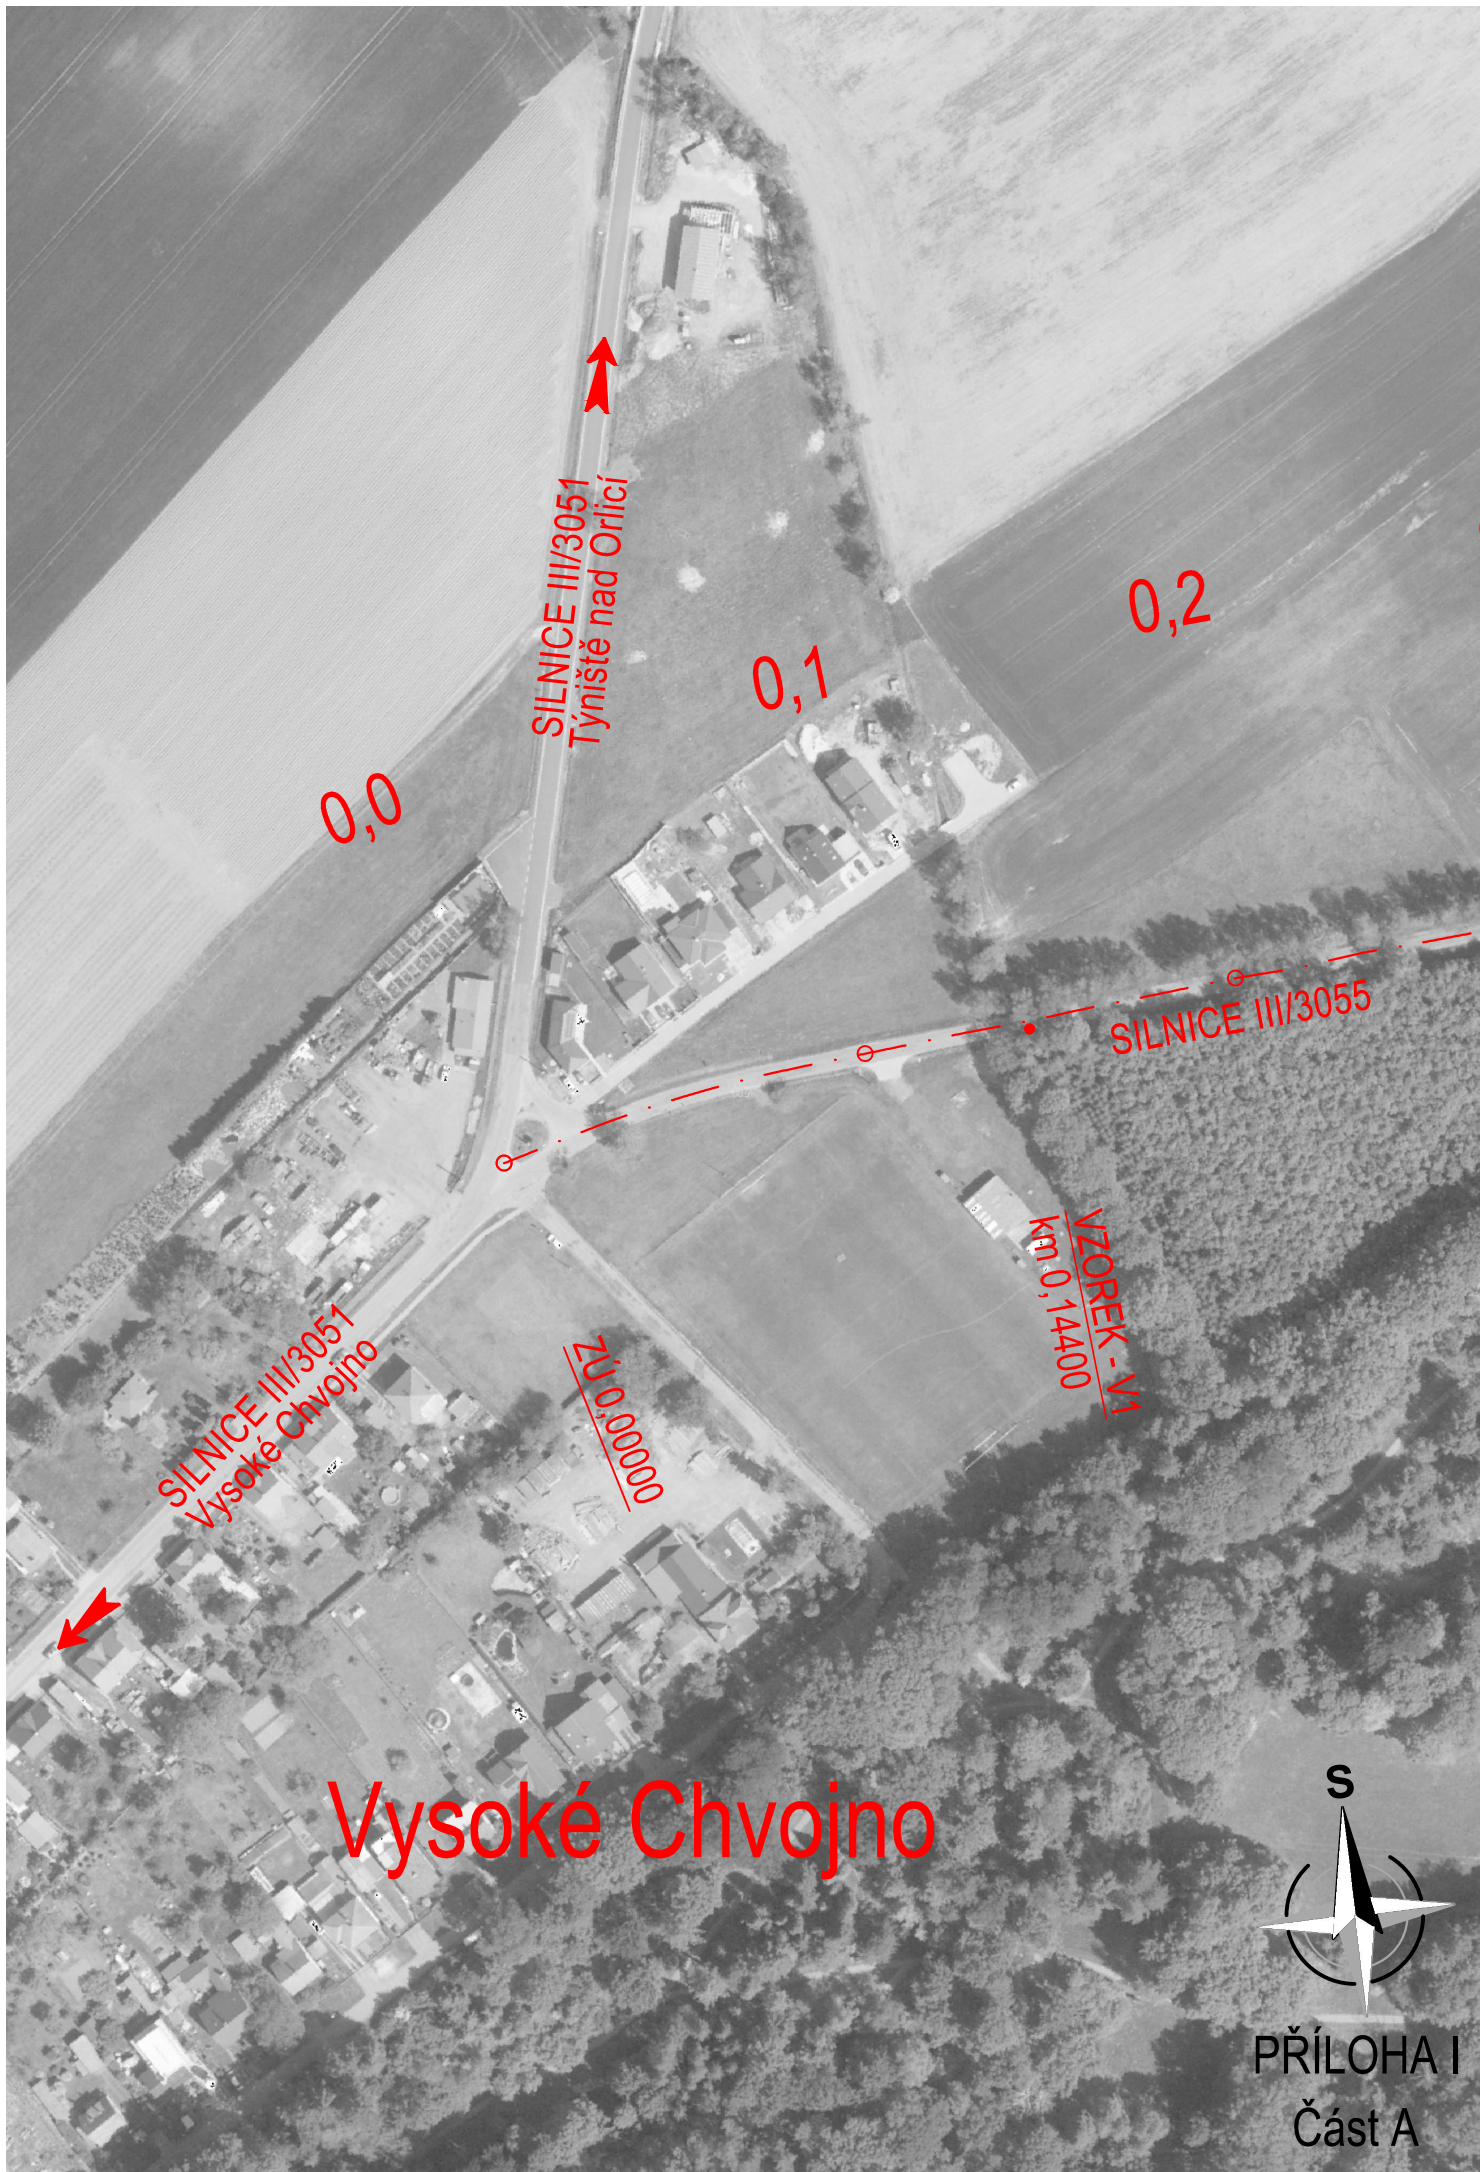 SILNICE III/3051
Týniště nad Orlicí
0,2
0,1
0,0
SILNICE III/3055
VZOREK - V1
km 0,14400
SILNICE III/3051
Vysoké Chvojno
ZÚ 0,00000
Vysoké Chvojno
S
PŘÍLOHA I
Část A